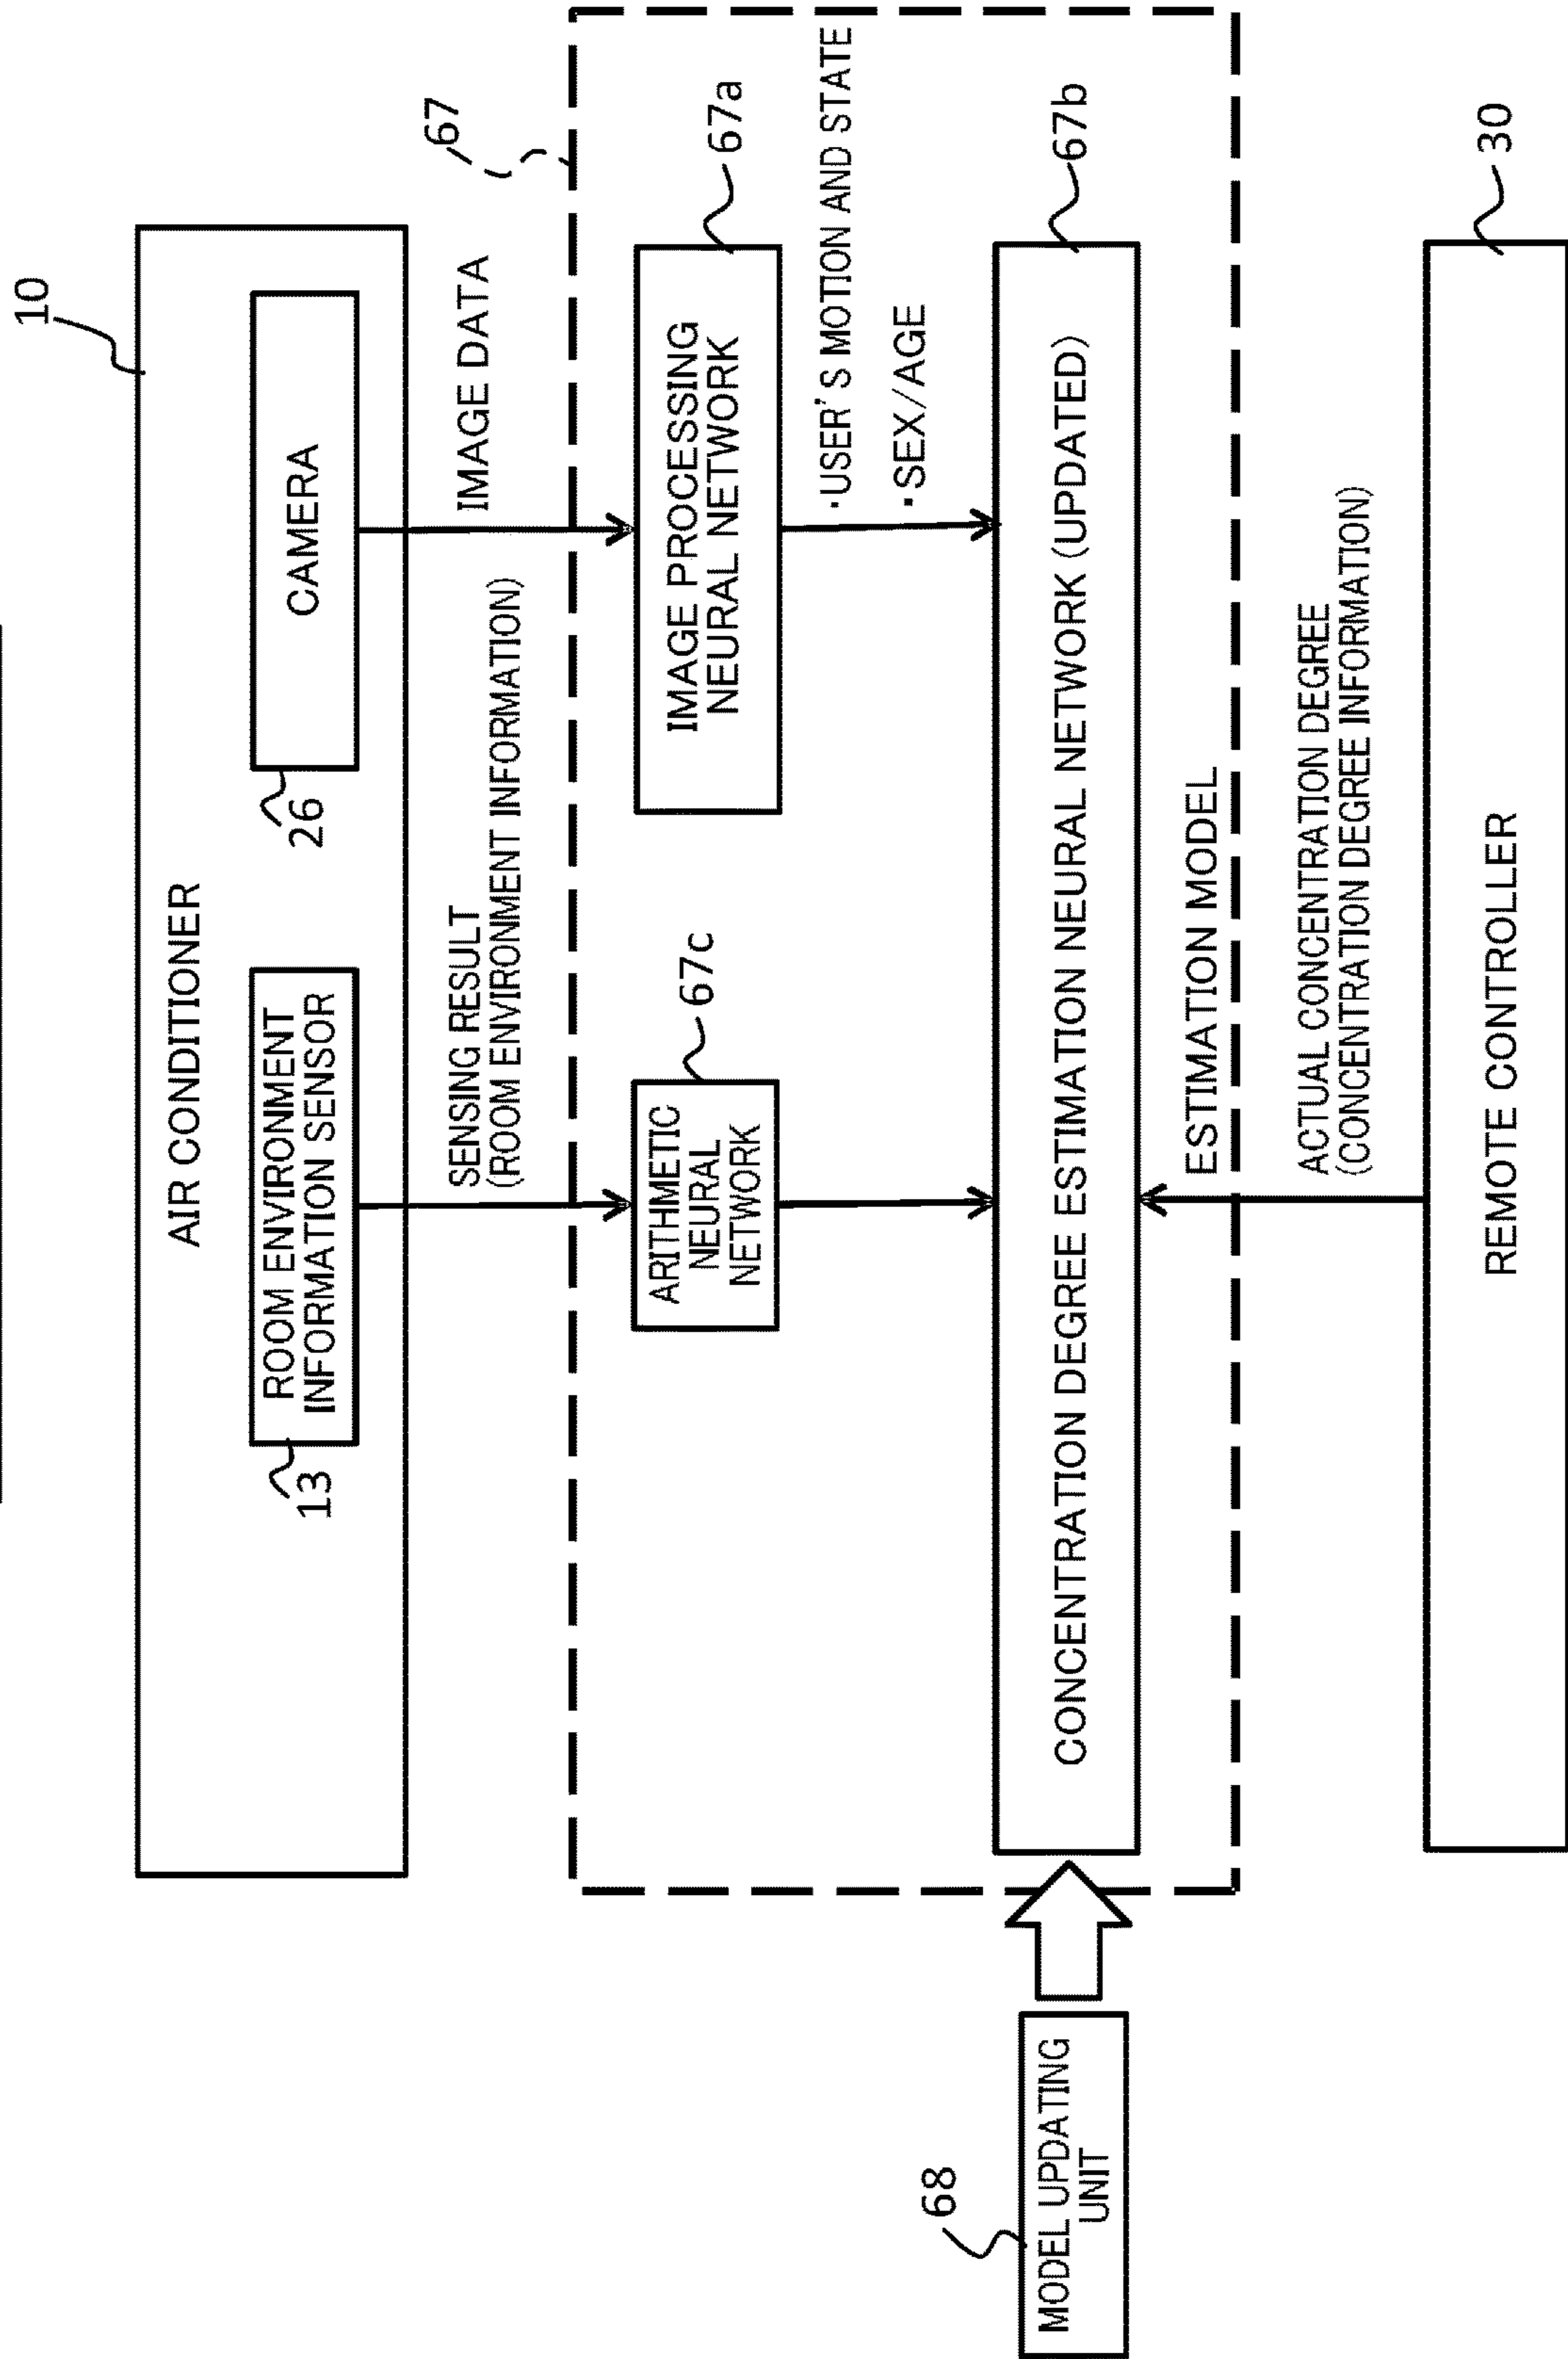 10
AIR CONDITIONER
13
ROOM ENVIRONMENT
INFORMATION SENSOR
26
CAMERA
SENSING RESULT
(ROOM ENVIRONMENT INFORMATION)
IMAGE DATA
67
67c
ARITHMETIC
NEURAL
NETWORK
67a
IMAGE PROCESSING
NEURAL NETWORK
・USER'S MOTION AND STATE
・SEX/AGE
67b
CONCENTRATION DEGREE ESTIMATION NEURAL NETWORK (UPDATED)
68
MODEL UPDATING
UNIT
ESTIMATION MODEL
ACTUAL CONCENTRATION DEGREE
(CONCENTRATION DEGREE INFORMATION)
30
REMOTE CONTROLLER